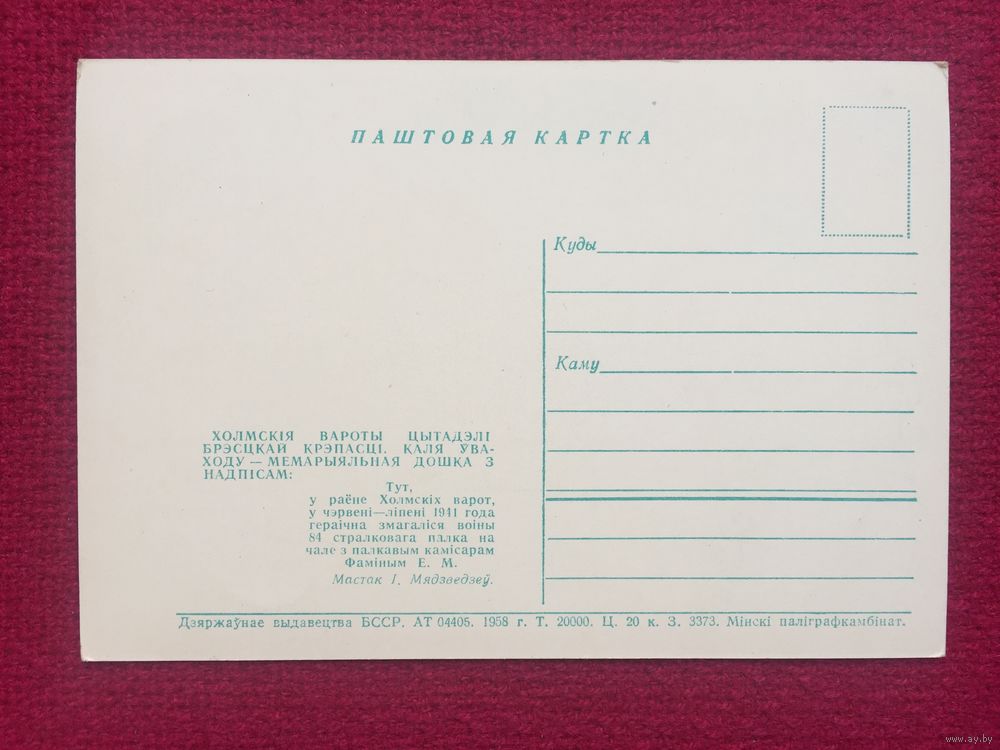 ПАШТОВАЯ КАРТКА
Куды
Каму
ХОЛМСКІЯ ВАРОТЫ ЦЫТАДЭЛІ
БРЭСЦКАЙ КРЭПАСЦІ. КАЛЯ ЎВА-
ХОДУ — МЕМАРЫЯЛЬНАЯ ДОШКА З
НАДПІСАМ:
Тут,
у раёне Холмскіх варот,
у чэрвені—ліпені 1941 года
гераічна змагаліся воіны
84 стралковага палка на
чале з палкавым камісарам
Фаміным Е. М.
Мастак І. Мядзведзеў.
Дзяржаўнае выдавецтва БССР. АТ 04405. 1958 г. Т. 20000. Ц. 20 к. З. 3373. Мінскі паліграфкамбінат.
www.ay.by